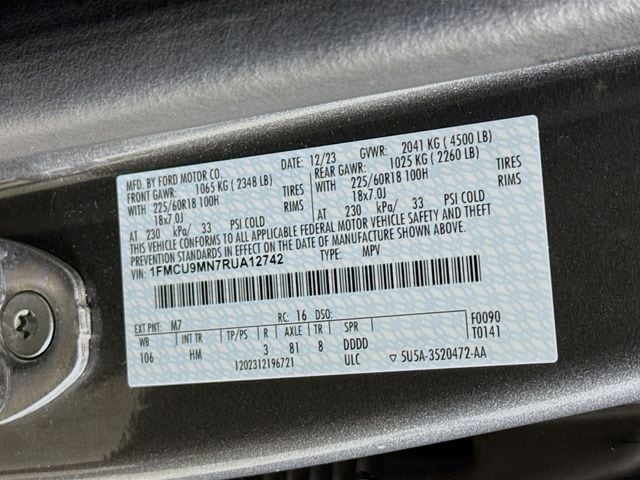 MFD. BY FORD MOTOR CO. DATE: 12/23 GVWR: 2041 KG ( 4500 LB)
FRONT GAWR: 1065 KG ( 2348 LB) REAR GAWR: 1025 KG ( 2260 LB)
WITH 225/60R18 100H TIRES WITH 225/60R18 100H TIRES
18x7.0J RIMS 18x7.0J RIMS
AT 230 kPa/ 33 PSI COLD AT 230 kPa/ 33 PSI COLD
THIS VEHICLE CONFORMS TO ALL APPLICABLE FEDERAL MOTOR VEHICLE SAFETY AND THEFT
PREVENTION STANDARDS IN EFFECT ON THE DATE OF MANUFACTURE SHOWN ABOVE.
VIN: 1FMCU9MN7RUA12742 TYPE: MPV
EXT PNT: M7 RC: 16 DSO: F0090
WB INT TR TP/PS R AXLE TR SPR T0141
106 HM 3 81 8 DDDD
1202312196721 ULC ▽ 5U5A-3520472-AA